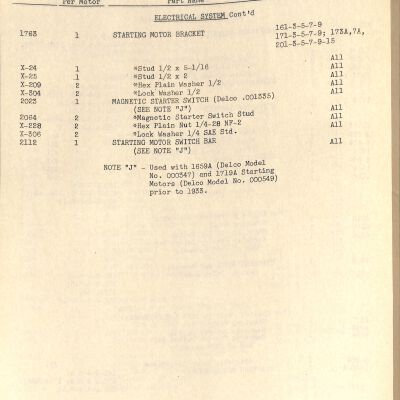 Per Motor Part Name
ELECTRICAL SYSTEM Cont'd
1763 1 STARTING MOTOR BRACKET 161-3-5-7-9
171-3-5-7-9; 173A,7A,
201-3-5-7-9-15
X-24 1 *Stud 1/2 x 5-1/16 All
X-25 1 *Stud 1/2 x 2 All
X-209 2 *Hex Plain Washer 1/2 All
X-304 2 *Lock Washer 1/2 All
2023 1 MAGNETIC STARTER SWITCH (Delco .001335)
(SEE NOTE "J") All
2064 2 *Magnetic Starter Switch Stud All
X-228 2 *Hex Plain Nut 1/4-28 NF-2 All
X-306 2 *Lock Washer 1/4 SAE Std.
2112 1 STARTING MOTOR SWITCH BAR All
(SEE NOTE "J")
NOTE "J" - Used with 1659A (Delco Model
No. 000347) and 1719A Starting
Motors (Delco Model No. 000549)
prior to 1933.